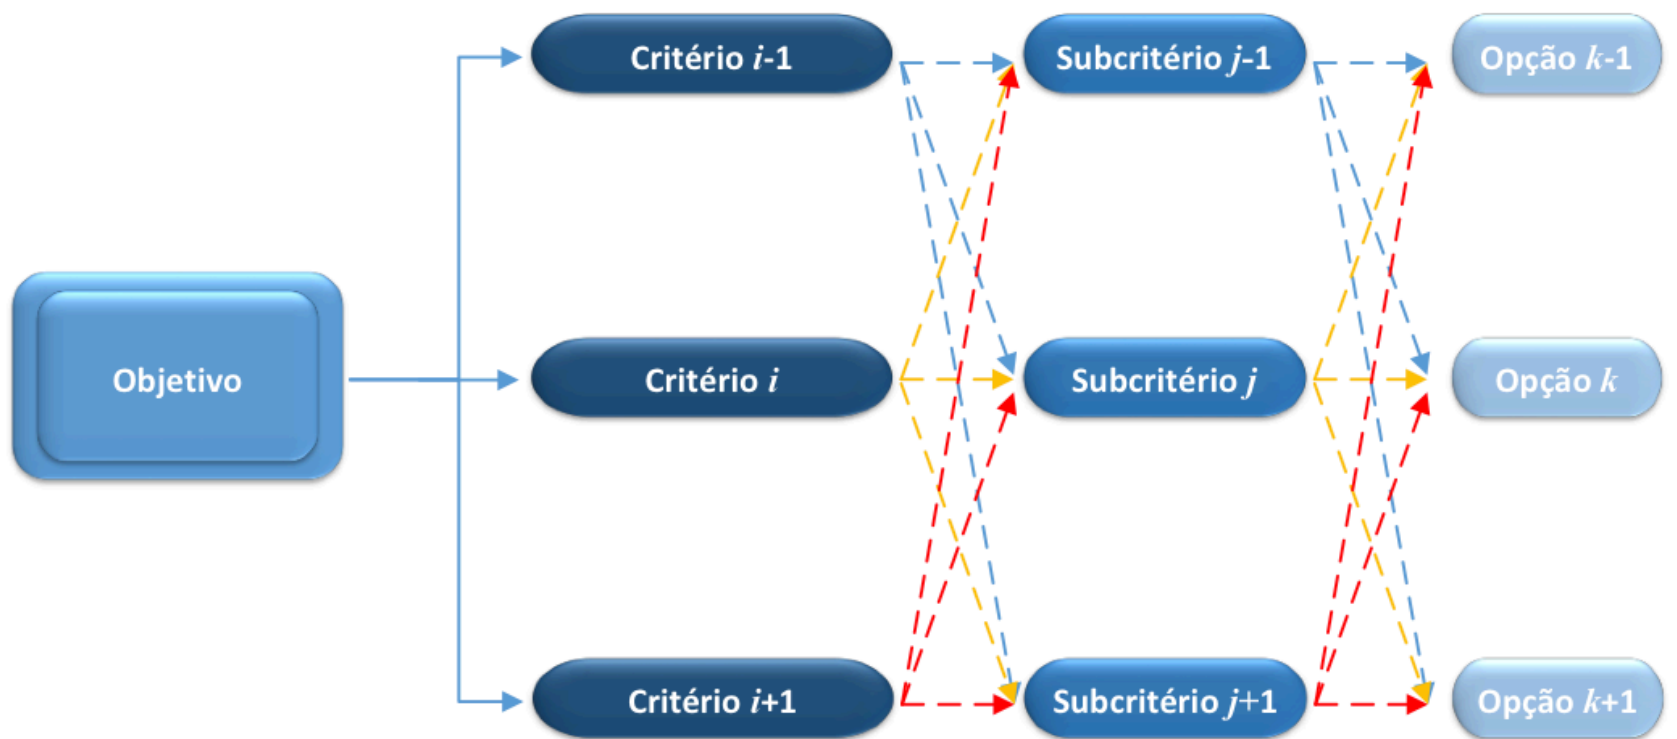 Critério i-1
Subcritério j-1
Opção k-1
Objetivo
Critério i
Subcritério j
Opção k
Critério i+1
Subcritério j+1
Opção k+1